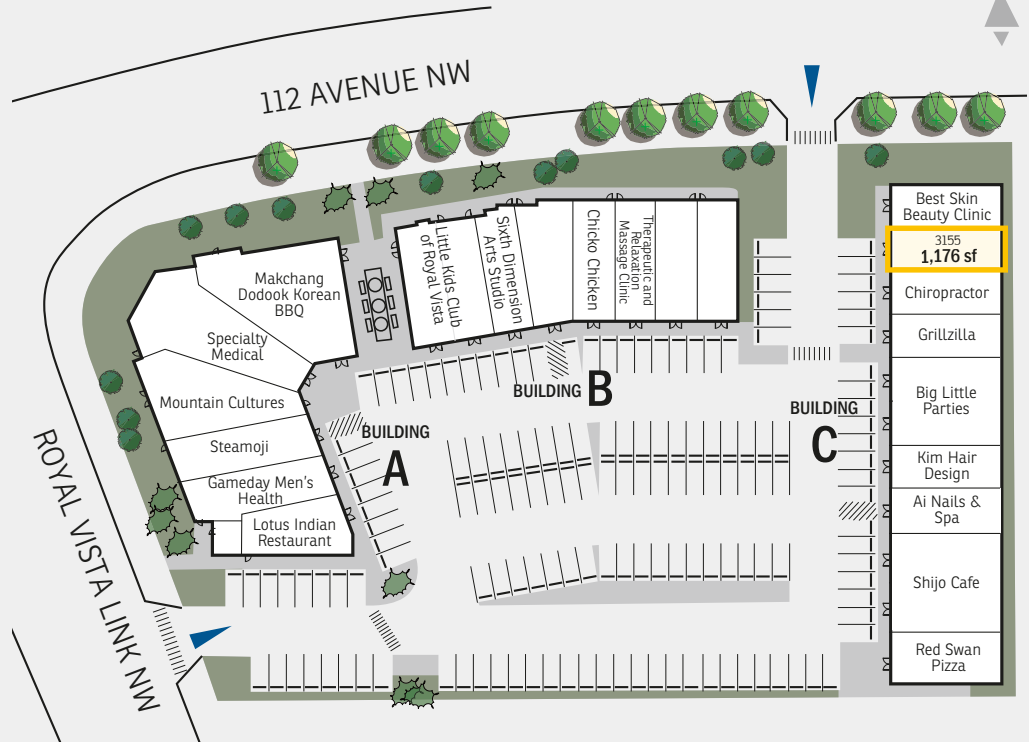 112 AVENUE NW
ROYAL VISTA LINK NW
Makchang
Dodook Korean
BBQ
Specialty
Medical
Mountain Cultures
Steamoji
Gameday Men's
Health
Lotus Indian
Restaurant
BUILDING
A
Little Kids Club
of Royal Vista
Sixth Dimension
Arts Studio
Chicko Chicken
Therapeutic and
Relaxation
Massage Clinic
BUILDING
B
BUILDING
C
Best Skin
Beauty Clinic
3155
1,176 sf
Chiropractor
Grillzilla
Big Little
Parties
Kim Hair
Design
Ai Nails &
Spa
Shijo Cafe
Red Swan
Pizza